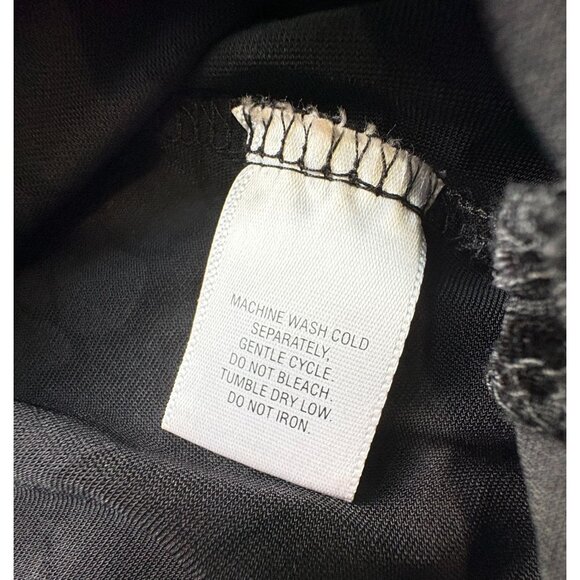 MACHINE WASH COLD
SEPARATELY.
GENTLE CYCLE.
DO NOT BLEACH.
TUMBLE DRY LOW.
DO NOT IRON.